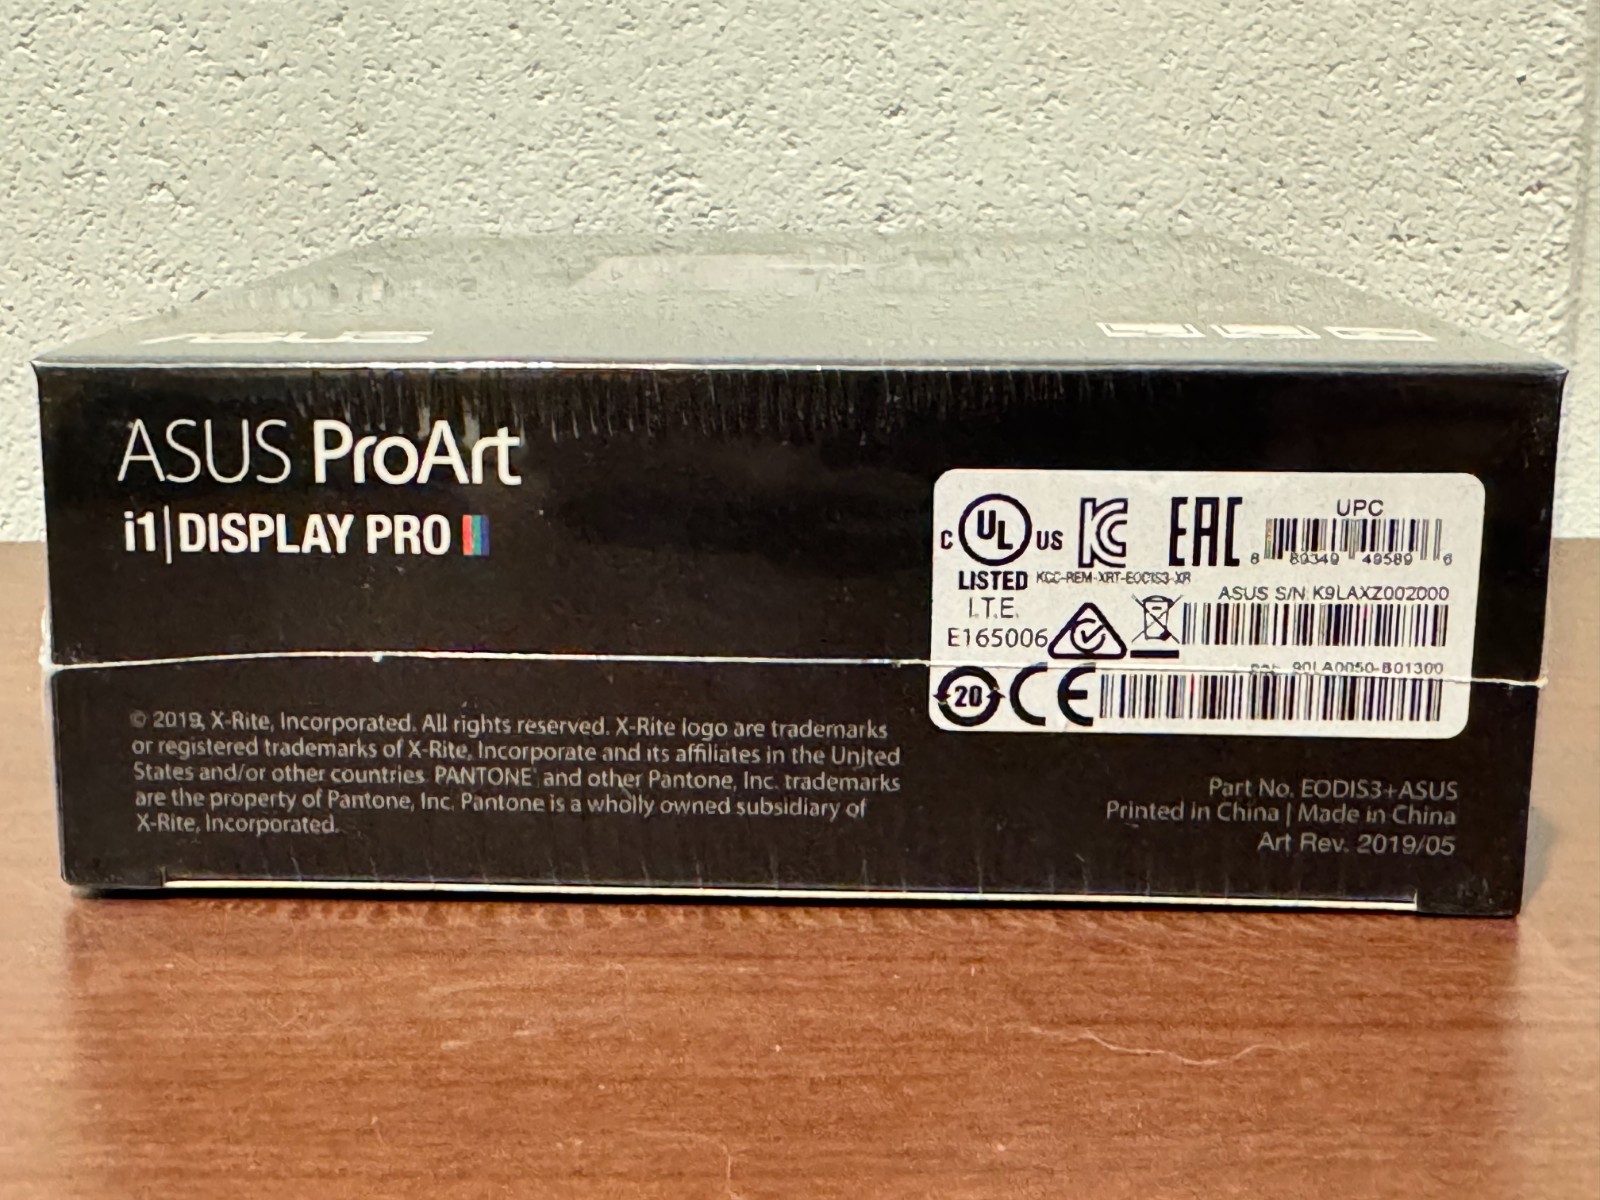 ASUS
ASUS ProArt
i1|DISPLAY PRO
C UL US
LISTED
I.T.E.
E165006
KC
KCC-REM-XRT-EODIS3-XR
EAC
UPC
8 89349 49589 6
ASUS S/N: K9LAXZ002000
90LA0050-B01300
20
CE
© 2019, X-Rite, Incorporated. All rights reserved. X-Rite logo are trademarks
or registered trademarks of X-Rite, Incorporate and its affiliates in the United
States and/or other countries. PANTONE and other Pantone, Inc. trademarks
are the property of Pantone, Inc. Pantone is a wholly owned subsidiary of
X-Rite, Incorporated.
Part No. EODIS3+ASUS
Printed in China | Made in China
Art Rev. 2019/05